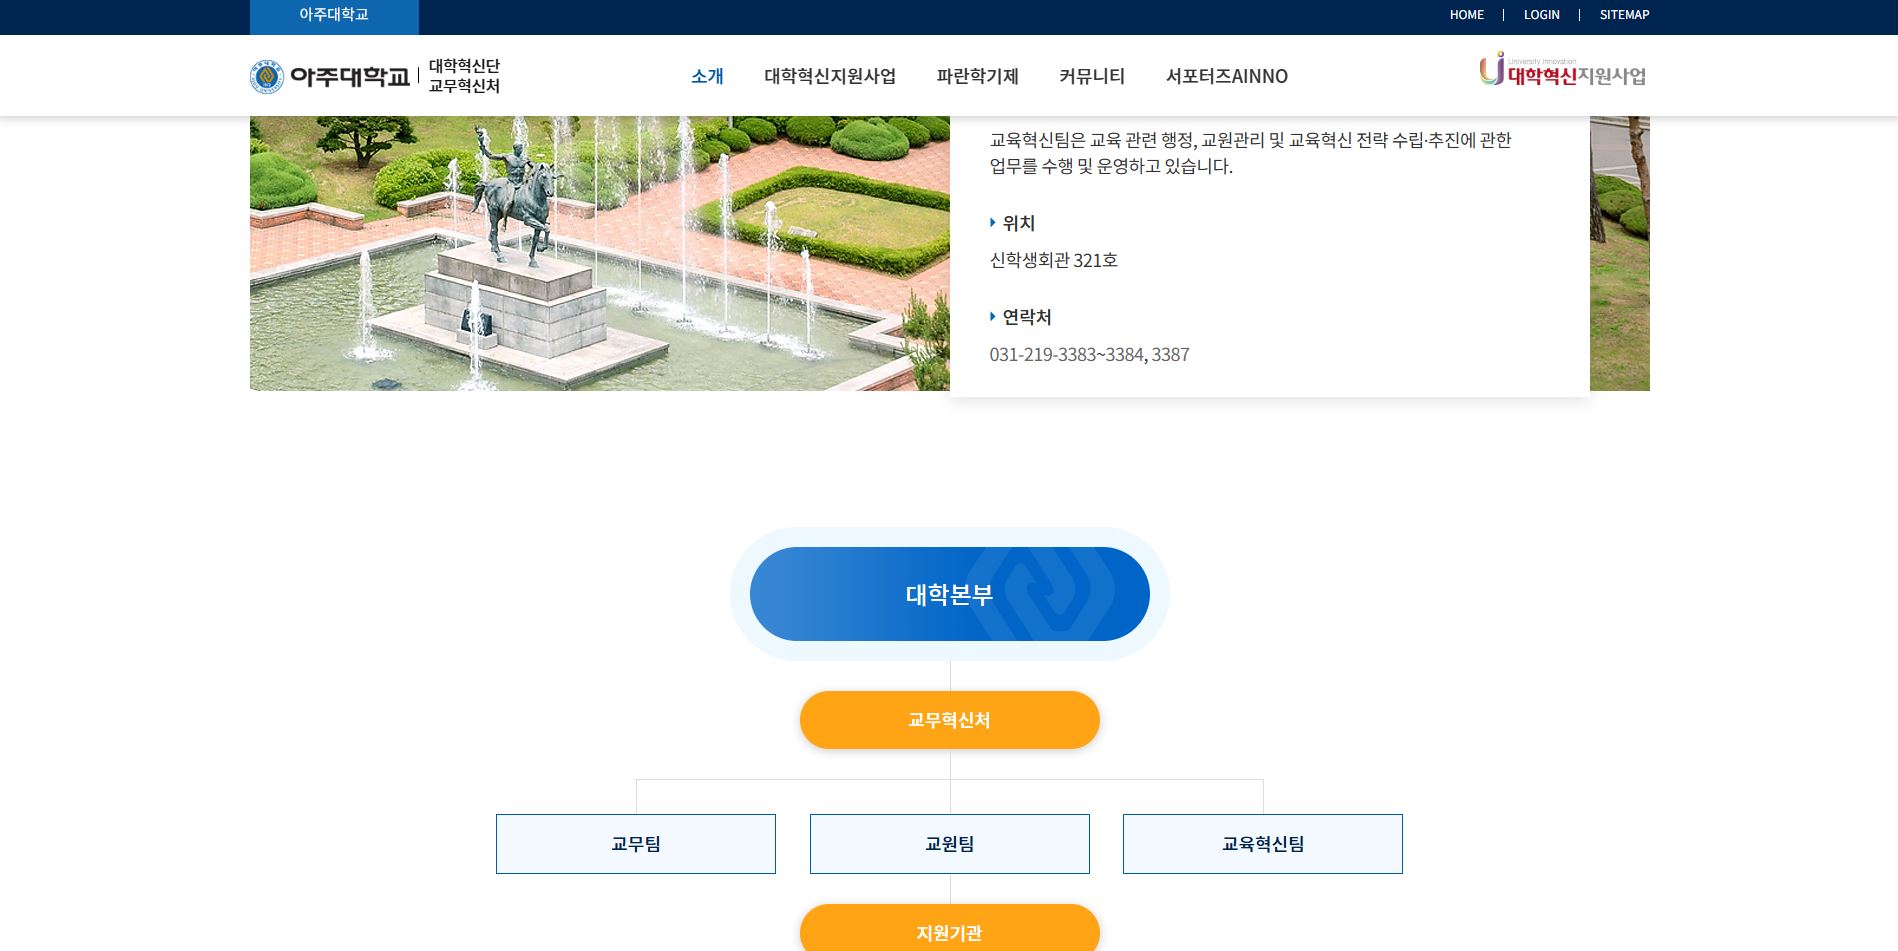 아주대학교
HOME
LOGIN
SITEMAP
아주대학교
대학혁신단
교무혁신처
소개
대학혁신지원사업
파란학기제
커뮤니티
서포터즈AINNO
University Innovation
대학혁신지원사업
교육혁신팀은 교육 관련 행정, 교원관리 및 교육혁신 전략 수립·추진에 관한
업무를 수행 및 운영하고 있습니다.
위치
신학생회관 321호
연락처
031-219-3383~3384, 3387
대학본부
교무혁신처
교무팀
교원팀
교육혁신팀
지원기관